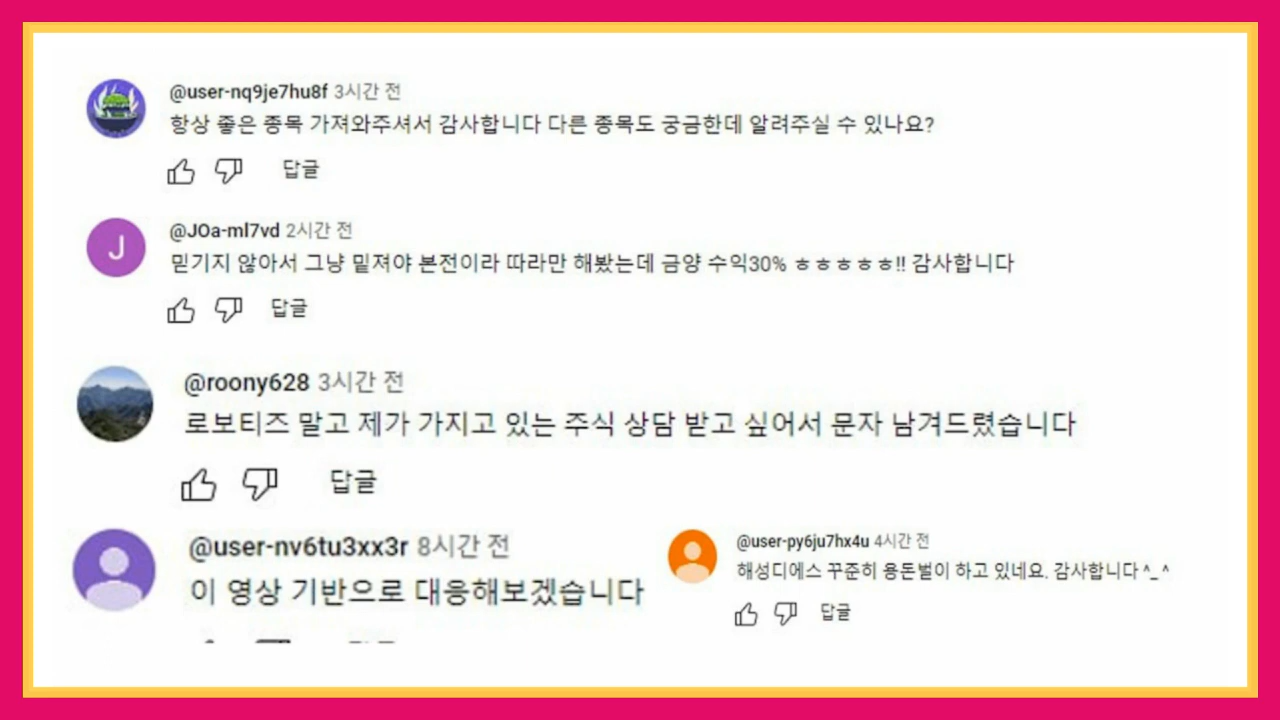 @user-nq9je7hu8f 3시간 전
항상 좋은 종목 가져와주셔서 감사합니다 다른 종목도 궁금한데 알려주실 수 있나요?
답글
J
@JOa-ml7vd 2시간 전
믿기지 않아서 그냥 밑져야 본전이라 따라만 해봤는데 금양 수익30% ㅎㅎㅎㅎㅎ!! 감사합니다
답글
@roony628 3시간 전
로보티즈 말고 제가 가지고 있는 주식 상담 받고 싶어서 문자 남겨드렸습니다
답글
@user-nv6tu3xx3r 8시간 전
이 영상 기반으로 대응해보겠습니다
@user-py6ju7hx4u 4시간 전
해성디에스 꾸준히 용돈벌이 하고 있네요. 감사합니다 ^_^
답글